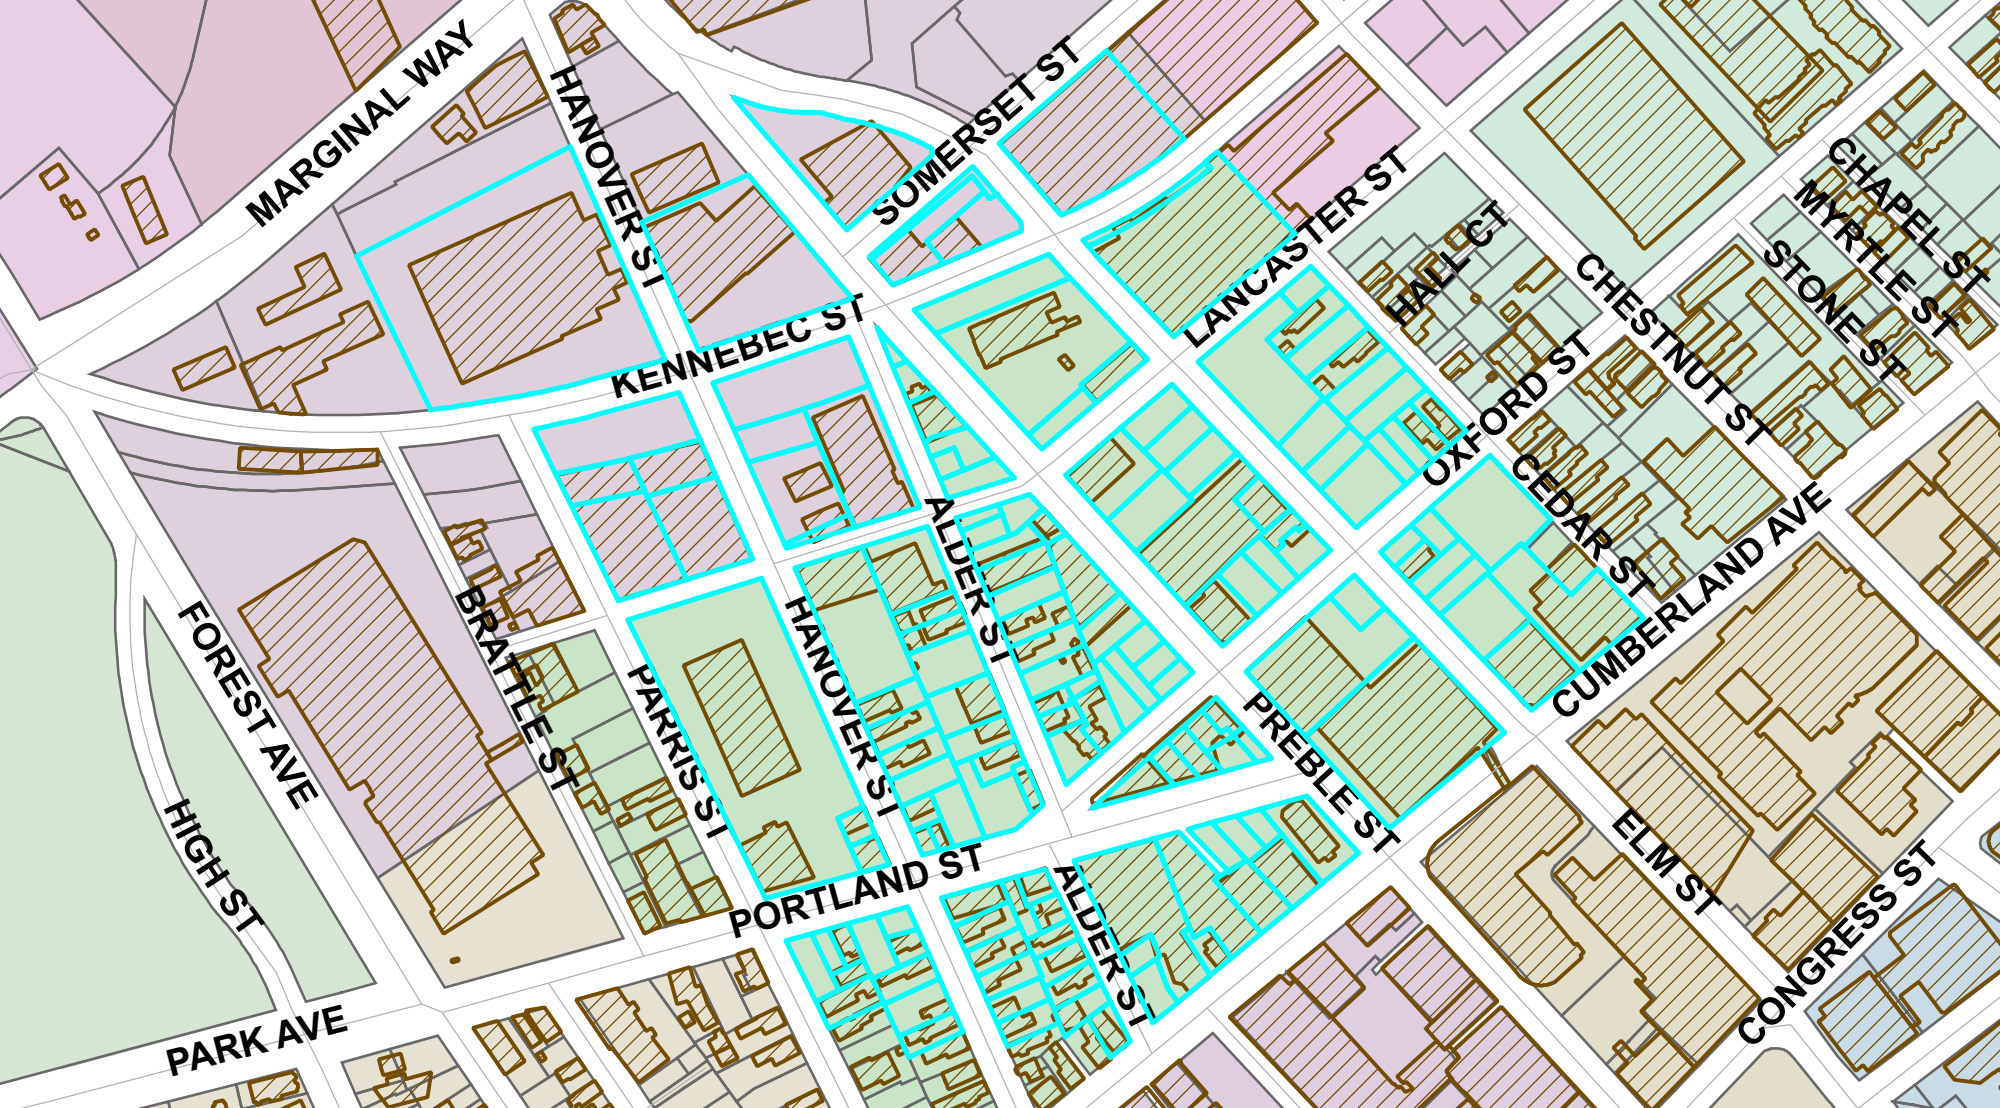 MARGINAL WAY
HANOVER ST
SOMERSET ST
LANCASTER ST
HALL CT
CHAPEL ST
MYRTLE ST
STONE ST
CHESTNUT ST
KENNEBEC ST
OXFORD ST
CEDAR ST
CUMBERLAND AVE
ALDER ST
BRATTLE ST
FOREST AVE
PARRIS ST
HANOVER ST
PREBLE ST
HIGH ST
PORTLAND ST
ALDER ST
ELM ST
CONGRESS ST
PARK AVE